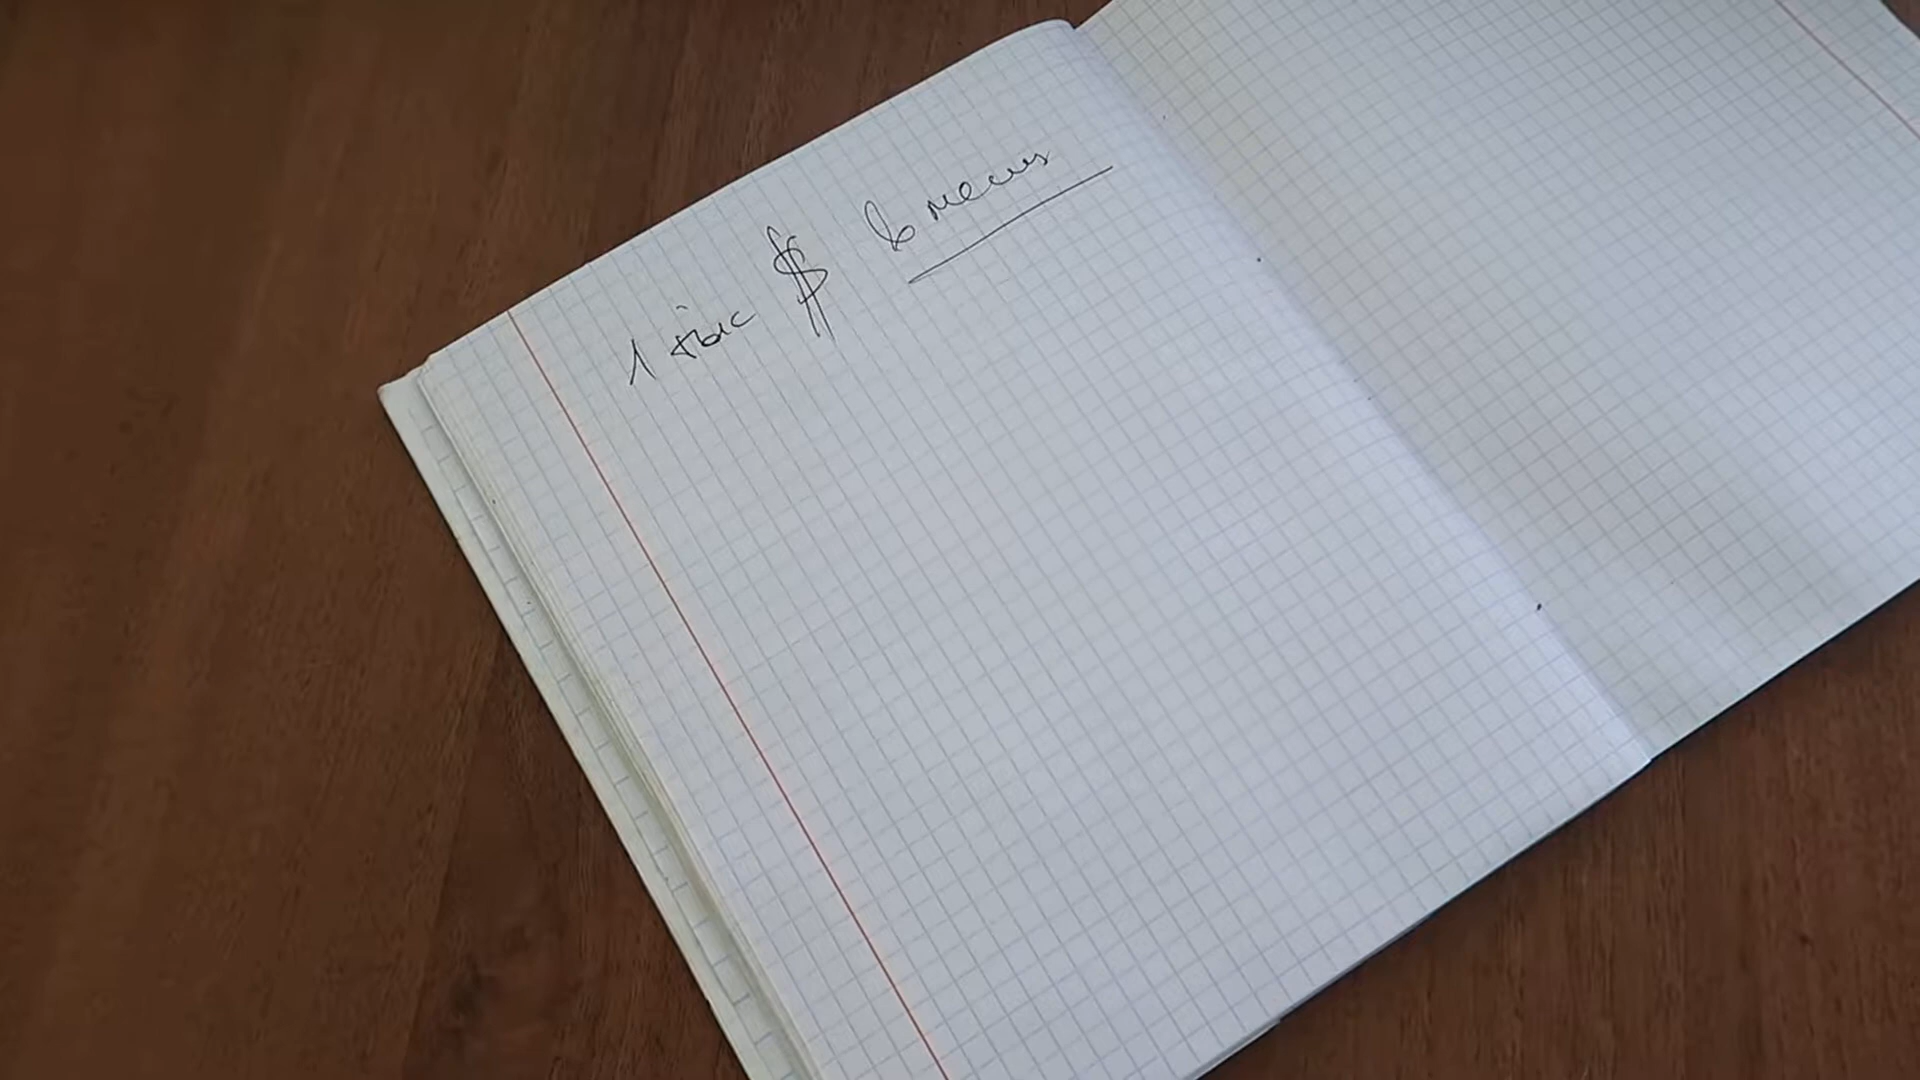 1 тыс $ в месяц